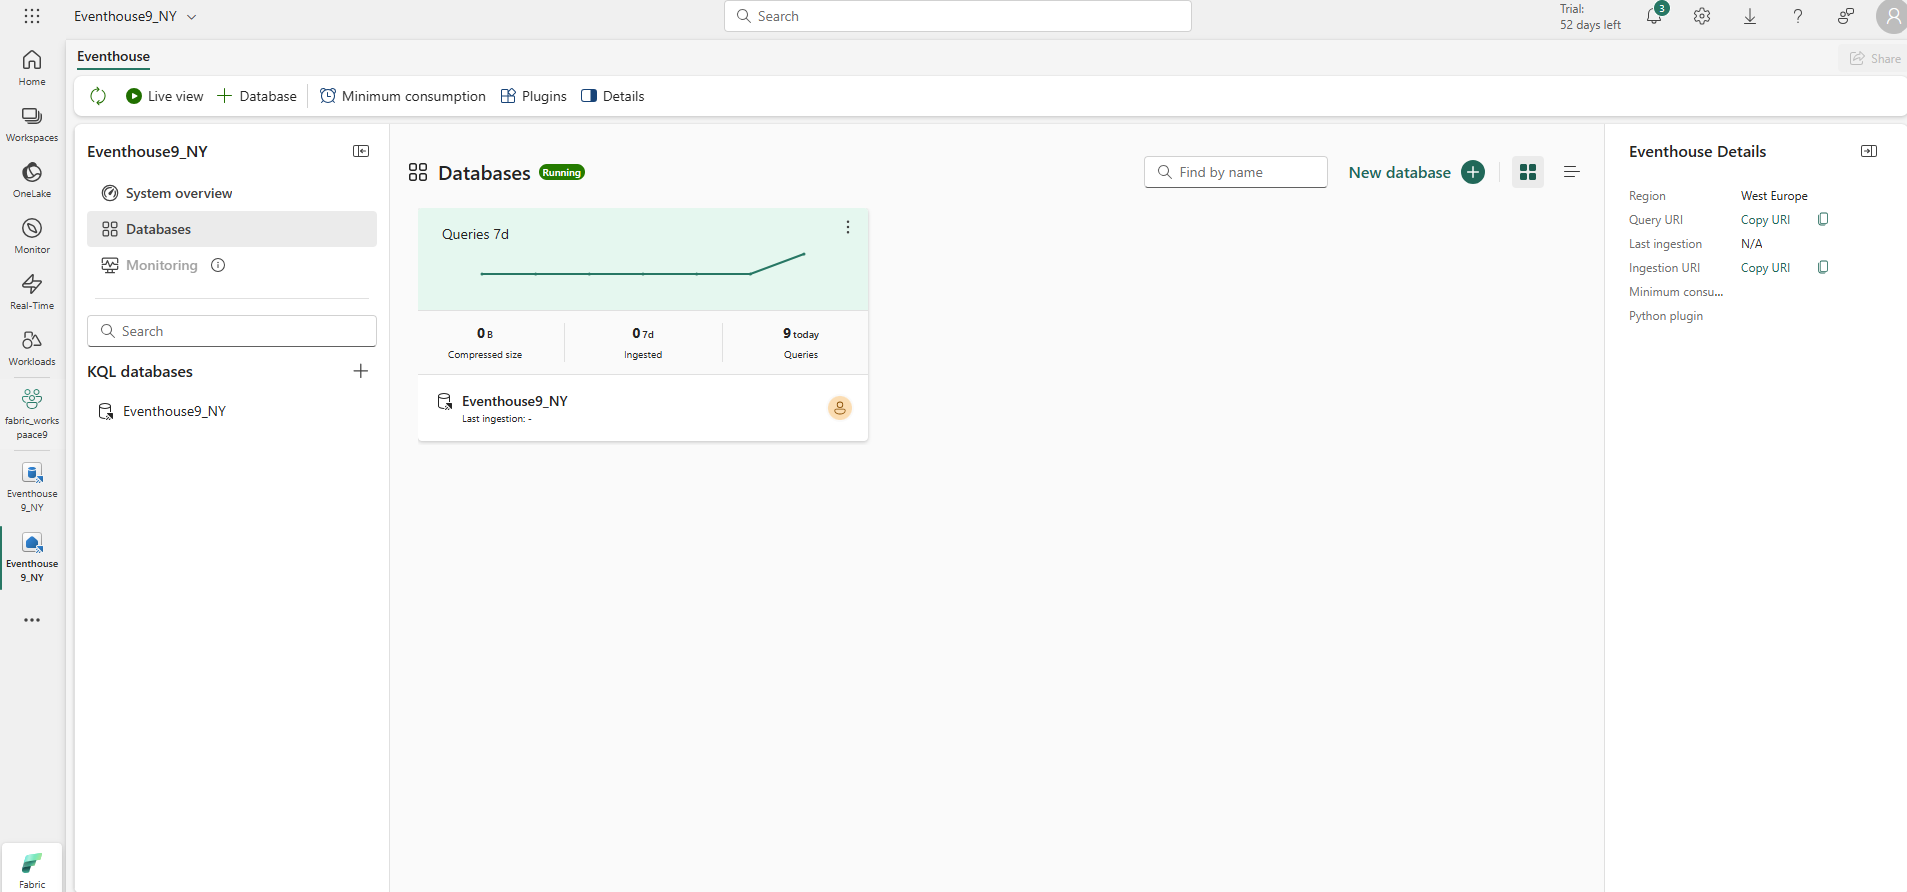 Eventhouse9_NY
Search
Trial:
52 days left
3
Home
Workspaces
OneLake
Monitor
Real-Time
Workloads
fabric_works
paace9
Eventhouse
9_NY
Eventhouse
9_NY
Fabric
Eventhouse
Share
Live view
Database
Minimum consumption
Plugins
Details
Eventhouse9_NY
System overview
Databases
Monitoring
Search
KQL databases
Eventhouse9_NY
Databases
Running
Find by name
New database
Queries 7d
0 B
Compressed size
0 7d
Ingested
9 today
Queries
Eventhouse9_NY
Last ingestion: -
Eventhouse Details
Region West Europe
Query URI Copy URI
Last ingestion N/A
Ingestion URI Copy URI
Minimum consu...
Python plugin